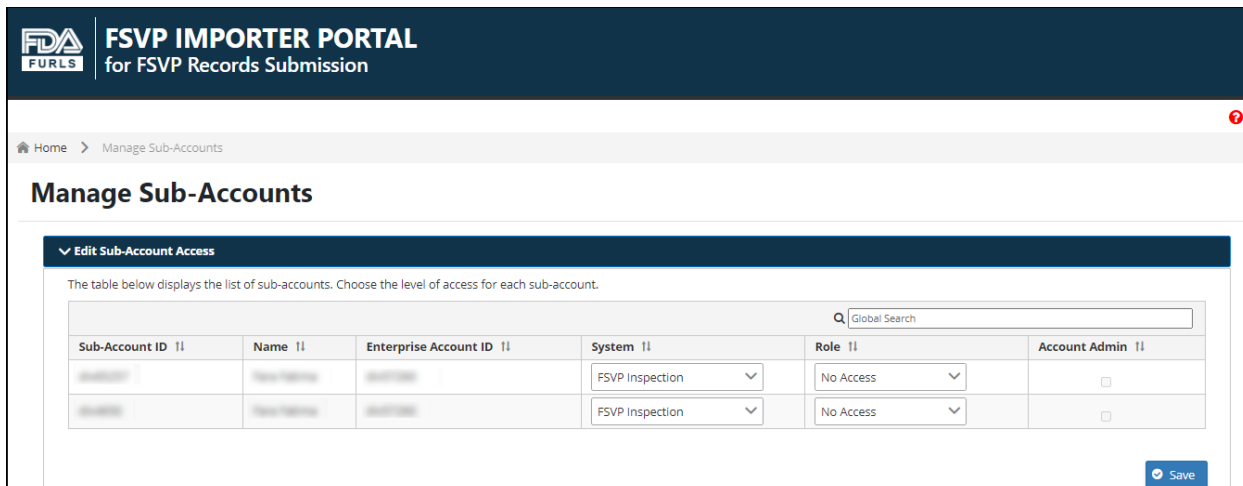 FDA
FURLS
FSVP IMPORTER PORTAL
for FSVP Records Submission
?
Home > Manage Sub-Accounts
Manage Sub-Accounts
Edit Sub-Account Access
The table below displays the list of sub-accounts. Choose the level of access for each sub-account.
Global Search
Sub-Account ID Name Enterprise Account ID System Role Account Admin
FSVP Inspection No Access
FSVP Inspection No Access
Save